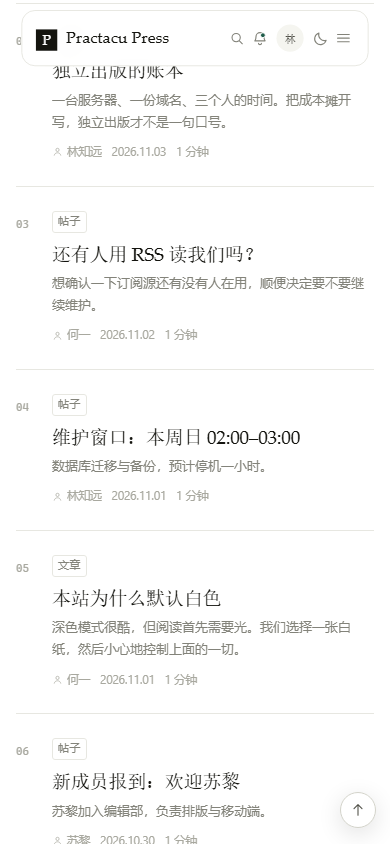 P Practacu Press 林
独立出版的账本
一台服务器、一份域名、三个人的时间。把成本摊开
写，独立出版才不是一句口号。
林知远 2026.11.03 1 分钟
03 帖子
还有人用 RSS 读我们吗？
想确认一下订阅源还有没有人在用，顺便决定要不要继
续维护。
何一 2026.11.02 1 分钟
04 帖子
维护窗口：本周日 02:00–03:00
数据库迁移与备份，预计停机一小时。
林知远 2026.11.01 1 分钟
05 文章
本站为什么默认白色
深色模式很酷，但阅读首先需要光。我们选择一张白
纸，然后小心地控制上面的一切。
何一 2026.11.01 1 分钟
06 帖子
新成员报到：欢迎苏黎
苏黎加入编辑部，负责排版与移动端。
苏黎 2026.10.30 1 分钟